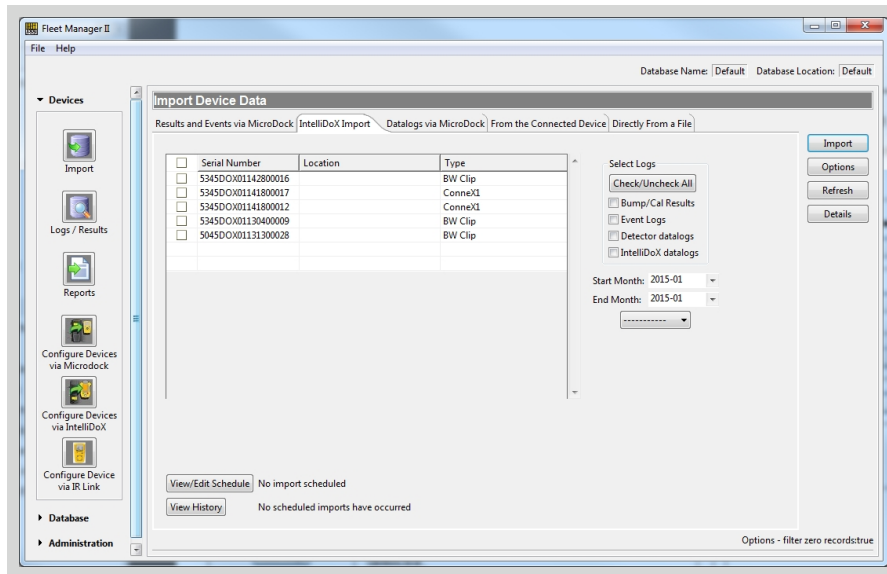 Fleet Manager II
File Help
Database Name: Default Database Location: Default
Devices
Import
Logs / Results
Reports
Configure Devices
via Microdock
Configure Devices
via IntelliDoX
Configure Device
via IR Link
Database
Administration
Import Device Data
Results and Events via MicroDock IntelliDoX Import Datalogs via MicroDock From the Connected Device Directly From a File
Serial Number Location Type
5345DOX01142800016 BW Clip
5345DOX01141800017 ConneX1
5345DOX01141800012 ConneX1
5345DOX01130400009 BW Clip
5045DOX01131300028 BW Clip
Select Logs
Check/Uncheck All
Bump/Cal Results
Event Logs
Detector datalogs
IntelliDoX datalogs
Start Month: 2015-01
End Month: 2015-01
-----------
Import
Options
Refresh
Details
View/Edit Schedule No import scheduled
View History No scheduled imports have occurred
Options - filter zero records:true